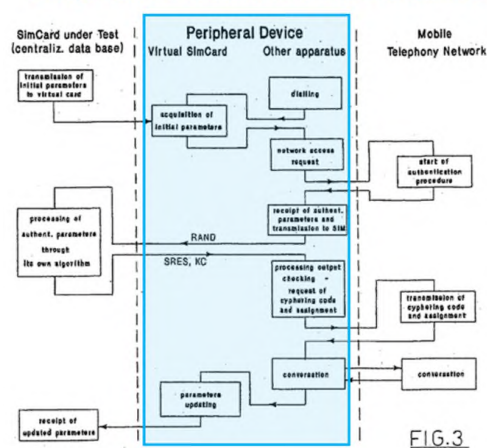 SimCard under Test
(centraliz. data base)
Peripheral Device
Virtual SimCard
Other apparatus
Mobile
Telephony Network
transmission of
initial parameters
to virtual card
dialling
acquisition of
initial parameters
network access
request
start of
authentication
procedure
processing of
authent. parameters
through
its own algorithm
receipt of authent.
parameters and
transmission to SIM
RAND
SRES, KC
processing output
checking -
request of
cyphering code
and assignment
transmission of
cyphering code
and assignment
conversation
conversation
parameters
updating
receipt of
updated parameters
FIG.3